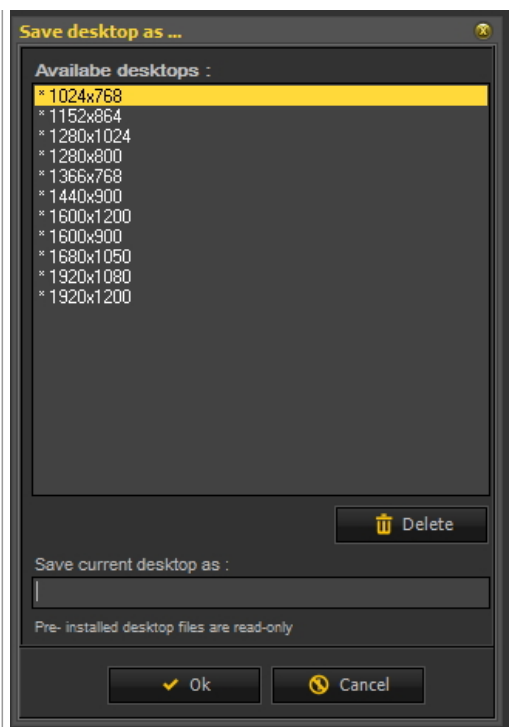 Save desktop as ...
Availabe desktops :
* 1024x768
* 1152x864
* 1280x1024
* 1280x800
* 1366x768
* 1440x900
* 1600x1200
* 1600x900
* 1680x1050
* 1920x1080
* 1920x1200
Delete
Save current desktop as :
Pre- installed desktop files are read-only
Ok
Cancel